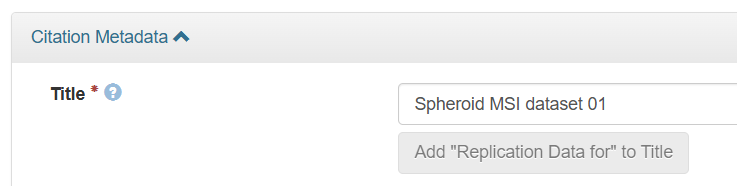 Citation Metadata
Title * ?
Spheroid MSI dataset 01
Add "Replication Data for" to Title